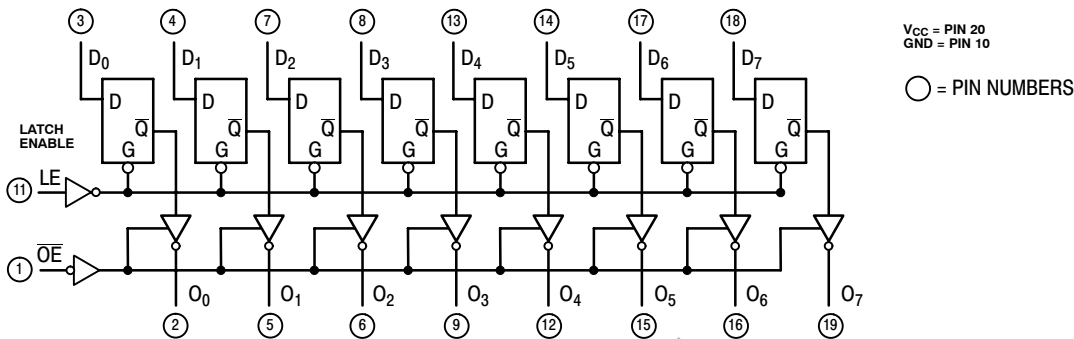 3 4 7 8 13 14 17 18
V_CC = PIN 20
GND = PIN 10
D₀ D₁ D₂ D₃ D₄ D₅ D₆ D₇
○ = PIN NUMBERS
D D D D D D D D
Q̅ Q̅ Q̅ Q̅ Q̅ Q̅ Q̅ Q̅
LATCH
ENABLE
G G G G G G G G
11 LE
1 O̅E̅
O₀ O₁ O₂ O₃ O₄ O₅ O₆ O₇
2 5 6 9 12 15 16 19